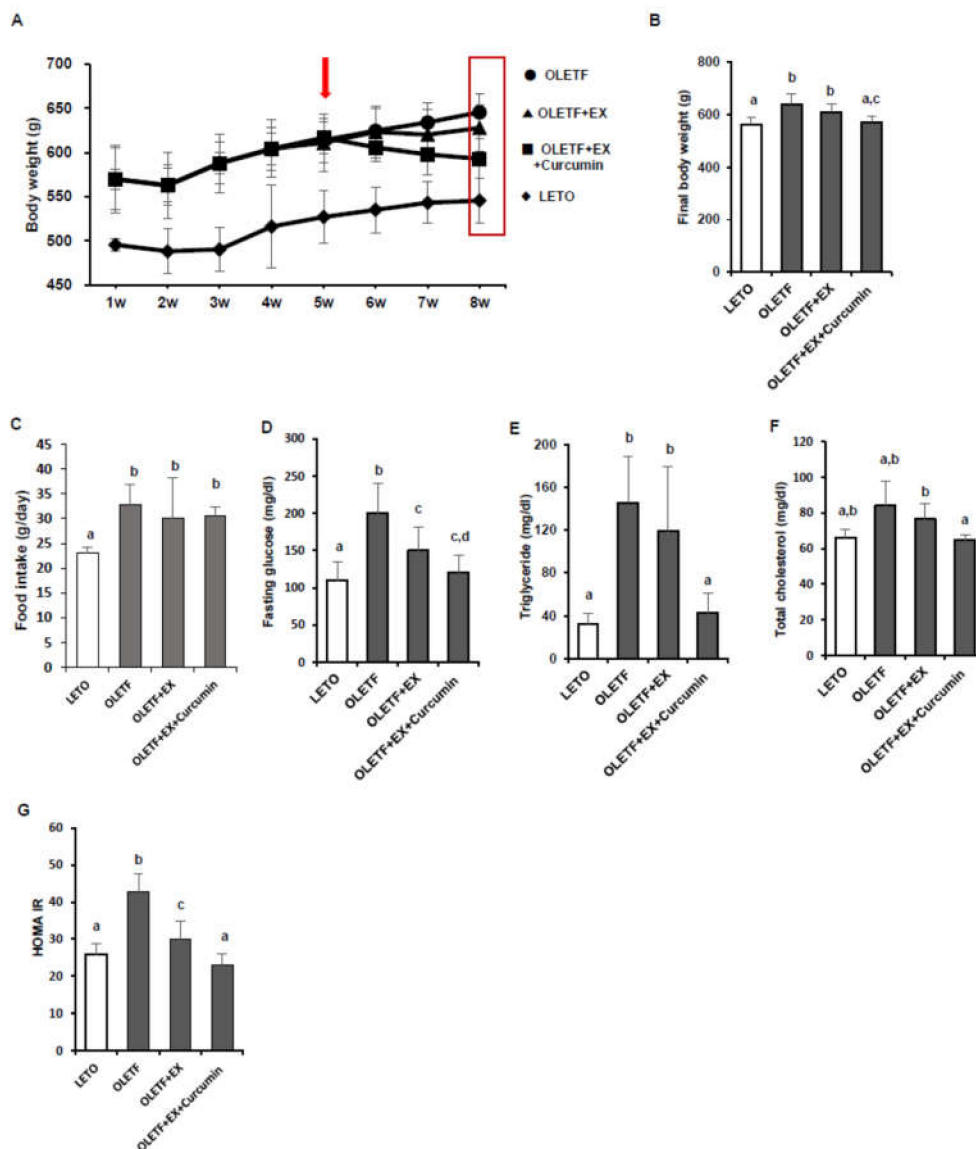 A
700
650
600
550
500
450
Body weight (g)
1w 2w 3w 4w 5w 6w 7w 8w
OLETF
OLETF+EX
OLETF+EX
+Curcumin
LETO
B
1000
800
600
400
200
0
Final body weight (g)
a b b a,c
LETO OLETF OLETF+EX OLETF+EX+Curcumin
C
45
40
35
30
25
20
15
10
5
0
Food intake (g/day)
a b b b
LETO OLETF OLETF+EX OLETF+EX+Curcumin
D
300
250
200
150
100
50
0
Fasting glucose (mg/dl)
a b c c,d
LETO OLETF OLETF+EX OLETF+EX+Curcumin
E
200
160
120
80
40
0
Triglyceride (mg/dl)
a b b a
LETO OLETF OLETF+EX OLETF+EX+Curcumin
F
120
100
80
60
40
20
0
Total cholesterol (mg/dl)
a,b a,b b a
LETO OLETF OLETF+EX OLETF+EX+Curcumin
G
60
50
40
30
20
10
0
HOMA IR
a b c a
LETO OLETF OLETF+EX OLETF+EX+Curcumin